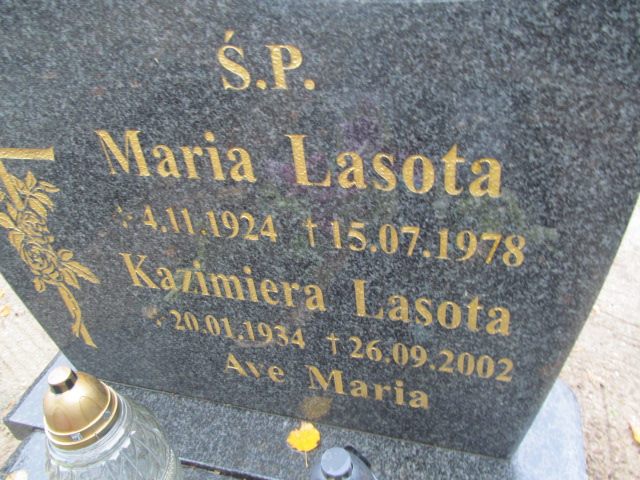 Ś.P.
Maria Lasota
* 4.11.1924 † 15.07.1978
Kazimiera Lasota
* 20.01.1934 † 26.09.2002
Ave Maria